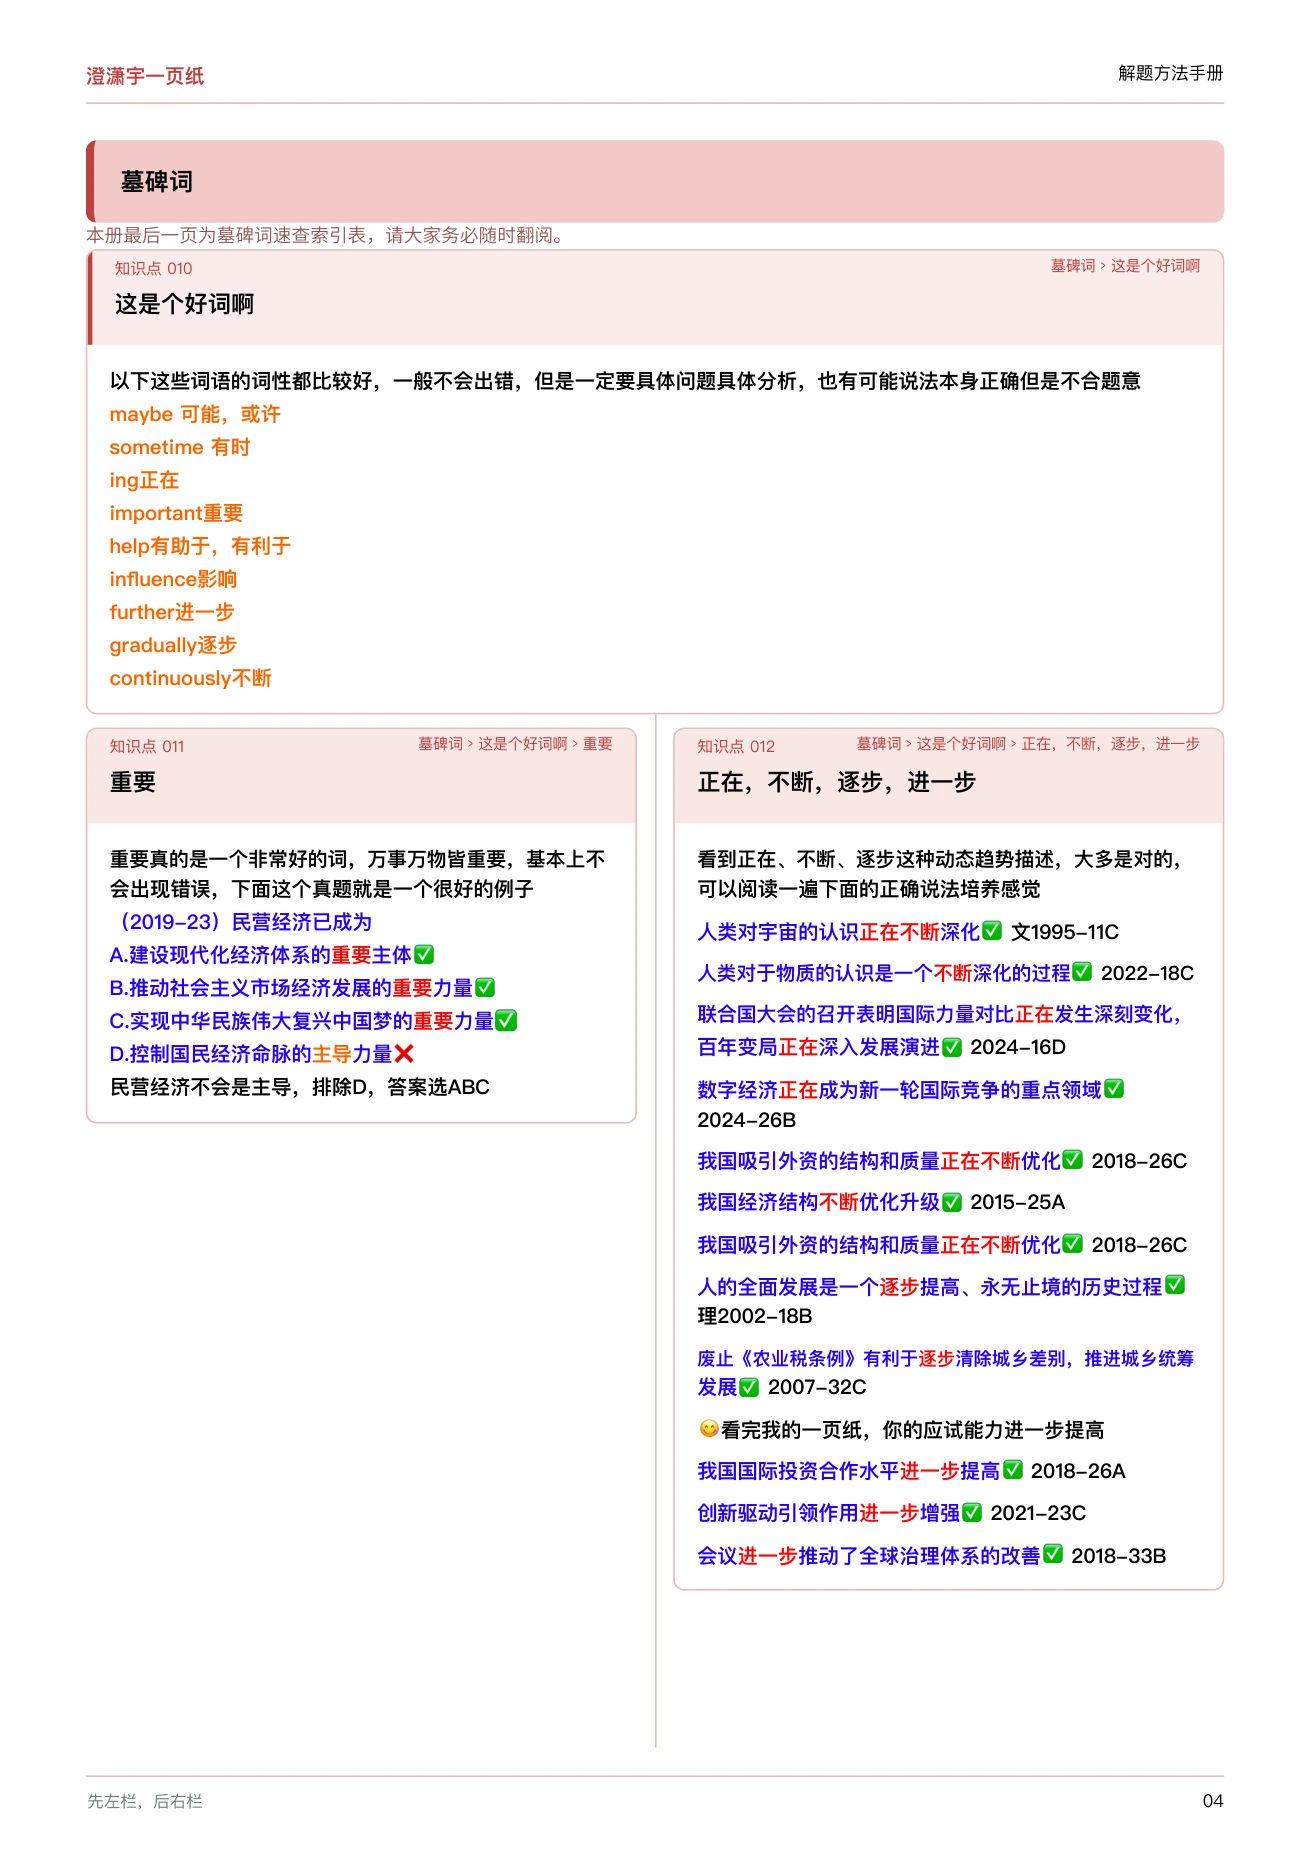 澄潇宇一页纸
解题方法手册
墓碑词
本册最后一页为墓碑词速查索引表，请大家务必随时翻阅。
知识点 010
墓碑词 › 这是个好词啊
这是个好词啊
以下这些词语的词性都比较好，一般不会出错，但是一定要具体问题具体分析，也有可能说法本身正确但是不合题意
maybe 可能，或许
sometime 有时
ing正在
important重要
help有助于，有利于
influence影响
further进一步
gradually逐步
continuously不断
知识点 011
墓碑词 › 这是个好词啊 › 重要
重要
重要真的是一个非常好的词，万事万物皆重要，基本上不
会出现错误，下面这个真题就是一个很好的例子
（2019–23）民营经济已成为
A.建设现代化经济体系的重要主体✅
B.推动社会主义市场经济发展的重要力量✅
C.实现中华民族伟大复兴中国梦的重要力量✅
D.控制国民经济命脉的主导力量❌
民营经济不会是主导，排除D，答案选ABC
知识点 012
墓碑词 › 这是个好词啊 › 正在，不断，逐步，进一步
正在，不断，逐步，进一步
看到正在、不断、逐步这种动态趋势描述，大多是对的，
可以阅读一遍下面的正确说法培养感觉
人类对宇宙的认识正在不断深化✅ 文1995–11C
人类对于物质的认识是一个不断深化的过程✅ 2022–18C
联合国大会的召开表明国际力量对比正在发生深刻变化，
百年变局正在深入发展演进✅ 2024–16D
数字经济正在成为新一轮国际竞争的重点领域✅
2024–26B
我国吸引外资的结构和质量正在不断优化✅ 2018–26C
我国经济结构不断优化升级✅ 2015–25A
我国吸引外资的结构和质量正在不断优化✅ 2018–26C
人的全面发展是一个逐步提高、永无止境的历史过程✅
理2002–18B
废止《农业税条例》有利于逐步清除城乡差别，推进城乡统筹
发展✅ 2007–32C
😋看完我的一页纸，你的应试能力进一步提高
我国国际投资合作水平进一步提高✅ 2018–26A
创新驱动引领作用进一步增强✅ 2021–23C
会议进一步推动了全球治理体系的改善✅ 2018–33B
先左栏，后右栏
04